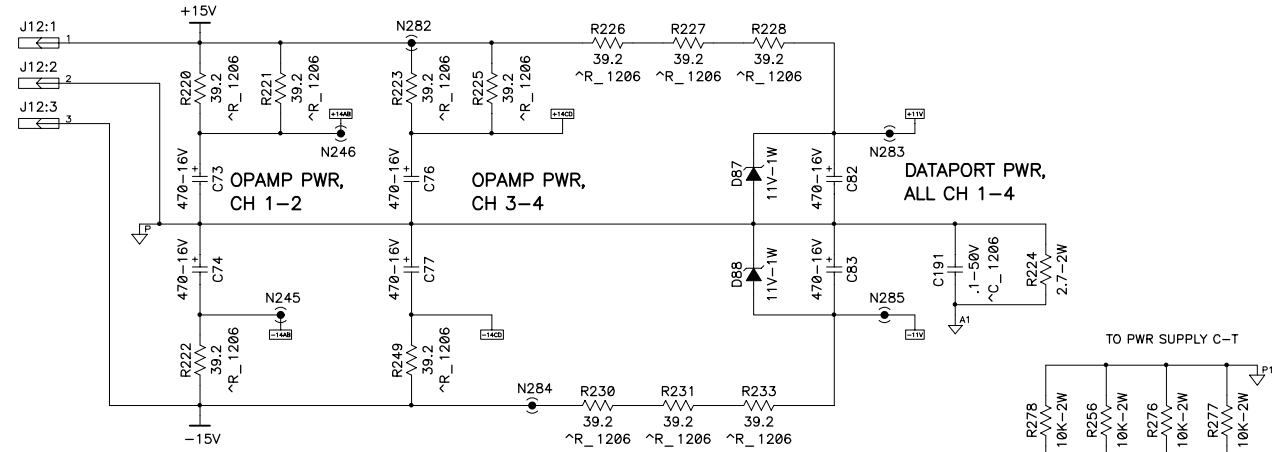 +15V
J12:1
1
J12:2
2
J12:3
3
N282
R220
39.2
^R_1206
R221
39.2
^R_1206
R223
39.2
^R_1206
R225
39.2
^R_1206
R226
39.2
^R_1206
R227
39.2
^R_1206
R228
39.2
^R_1206
+14AB
N246
+14CD
+11V
N283
470-16V
+
C73
OPAMP PWR,
CH 1-2
470-16V
+
C76
OPAMP PWR,
CH 3-4
D87
11V-1W
470-16V
+
C82
DATAPORT PWR,
ALL CH 1-4
P
470-16V
+
C74
470-16V
+
C77
D88
11V-1W
470-16V
+
C83
C191
.1-50V
^C_1206
R224
2.7-2W
A1
N245
-14AB
-14CD
N285
-11V
R222
39.2
^R_1206
R249
39.2
^R_1206
N284
R230
39.2
^R_1206
R231
39.2
^R_1206
R233
39.2
^R_1206
-15V
TO PWR SUPPLY C-T
P1
R278
10K-2W
R256
10K-2W
R276
10K-2W
R277
10K-2W